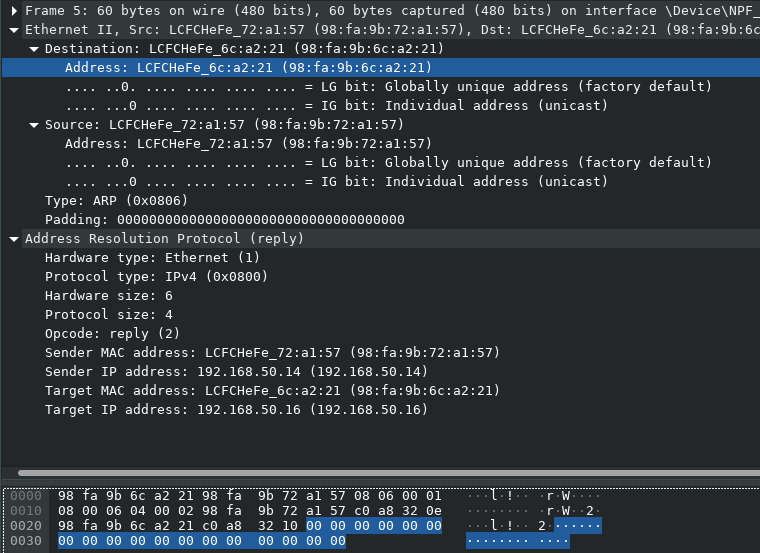 Frame 5: 60 bytes on wire (480 bits), 60 bytes captured (480 bits) on interface \Device\NPF_
Ethernet II, Src: LCFCHeFe_72:a1:57 (98:fa:9b:72:a1:57), Dst: LCFCHeFe_6c:a2:21 (98:fa:9b:6c
Destination: LCFCHeFe_6c:a2:21 (98:fa:9b:6c:a2:21)
Address: LCFCHeFe_6c:a2:21 (98:fa:9b:6c:a2:21)
.... ..0. .... .... .... .... = LG bit: Globally unique address (factory default)
.... ...0 .... .... .... .... = IG bit: Individual address (unicast)
Source: LCFCHeFe_72:a1:57 (98:fa:9b:72:a1:57)
Address: LCFCHeFe_72:a1:57 (98:fa:9b:72:a1:57)
.... ..0. .... .... .... .... = LG bit: Globally unique address (factory default)
.... ...0 .... .... .... .... = IG bit: Individual address (unicast)
Type: ARP (0x0806)
Padding: 000000000000000000000000000000000000
Address Resolution Protocol (reply)
Hardware type: Ethernet (1)
Protocol type: IPv4 (0x0800)
Hardware size: 6
Protocol size: 4
Opcode: reply (2)
Sender MAC address: LCFCHeFe_72:a1:57 (98:fa:9b:72:a1:57)
Sender IP address: 192.168.50.14 (192.168.50.14)
Target MAC address: LCFCHeFe_6c:a2:21 (98:fa:9b:6c:a2:21)
Target IP address: 192.168.50.16 (192.168.50.16)
0000 98 fa 9b 6c a2 21 98 fa 9b 72 a1 57 08 06 00 01 ···l·!·· ·r·W····
0010 08 00 06 04 00 02 98 fa 9b 72 a1 57 c0 a8 32 0e ········ ·r·W··2·
0020 98 fa 9b 6c a2 21 c0 a8 32 10 00 00 00 00 00 00 ···l·!·· 2·······
0030 00 00 00 00 00 00 00 00 00 00 00 00 ········ ····